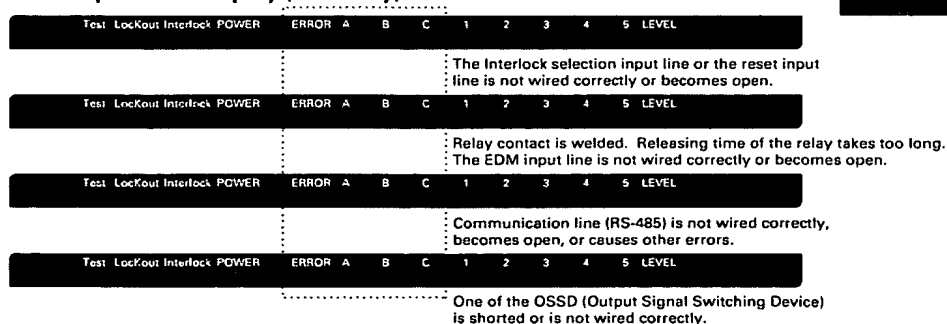 Test LocKout Interlock POWER ERROR A B C 1 2 3 4 5 LEVEL
The Interlock selection input line or the reset input
line is not wired correctly or becomes open.
Test LocKout Interlock POWER ERROR A B C 1 2 3 4 5 LEVEL
Relay contact is welded. Releasing time of the relay takes too long.
The EDM input line is not wired correctly or becomes open.
Test LocKout Interlock POWER ERROR A B C 1 2 3 4 5 LEVEL
Communication line (RS-485) is not wired correctly,
becomes open, or causes other errors.
Test LocKout Interlock POWER ERROR A B C 1 2 3 4 5 LEVEL
One of the OSSD (Output Signal Switching Device)
is shorted or is not wired correctly.